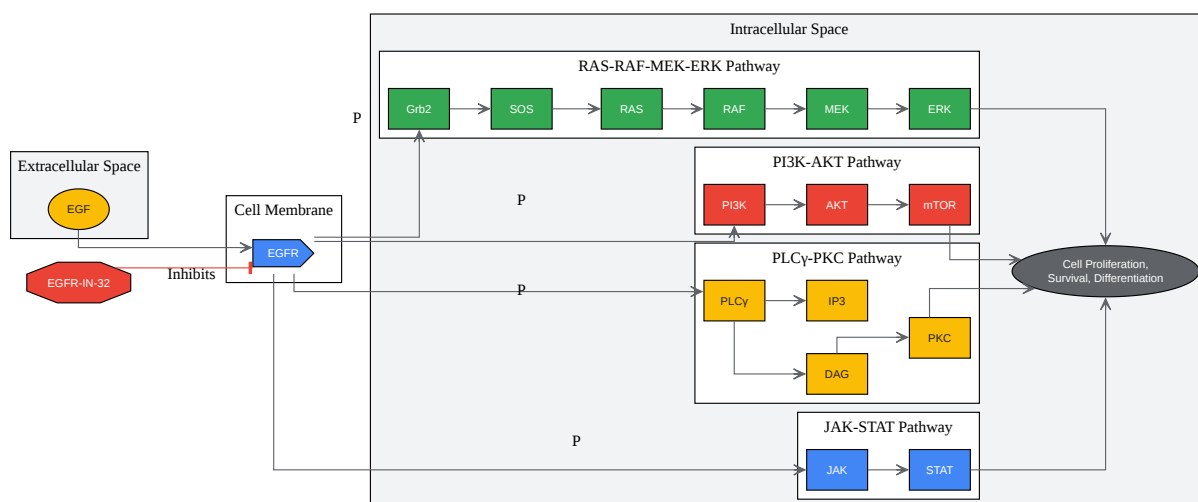 Intracellular Space
RAS-RAF-MEK-ERK Pathway
Grb2
SOS
RAS
RAF
MEK
ERK
P
Extracellular Space
EGF
EGFR-IN-32
Inhibits
Cell Membrane
EGFR
P
PI3K-AKT Pathway
PI3K
AKT
mTOR
P
PLCγ-PKC Pathway
PLCγ
IP3
DAG
PKC
Cell Proliferation,
Survival, Differentiation
P
JAK-STAT Pathway
JAK
STAT